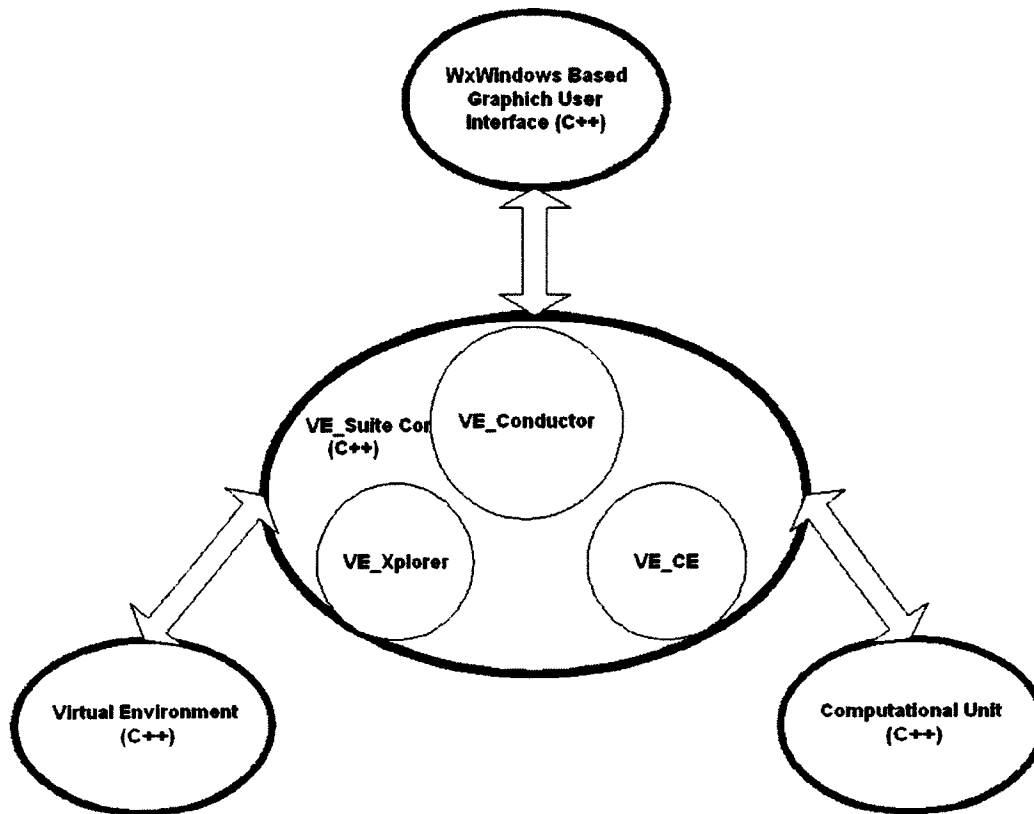 WxWindows Based
Graphich User
Interface (C++)
VE_Suite Cor
(C++)
VE_Conductor
VE_Xplorer
VE_CE
Virtual Environment
(C++)
Computational Unit
(C++)